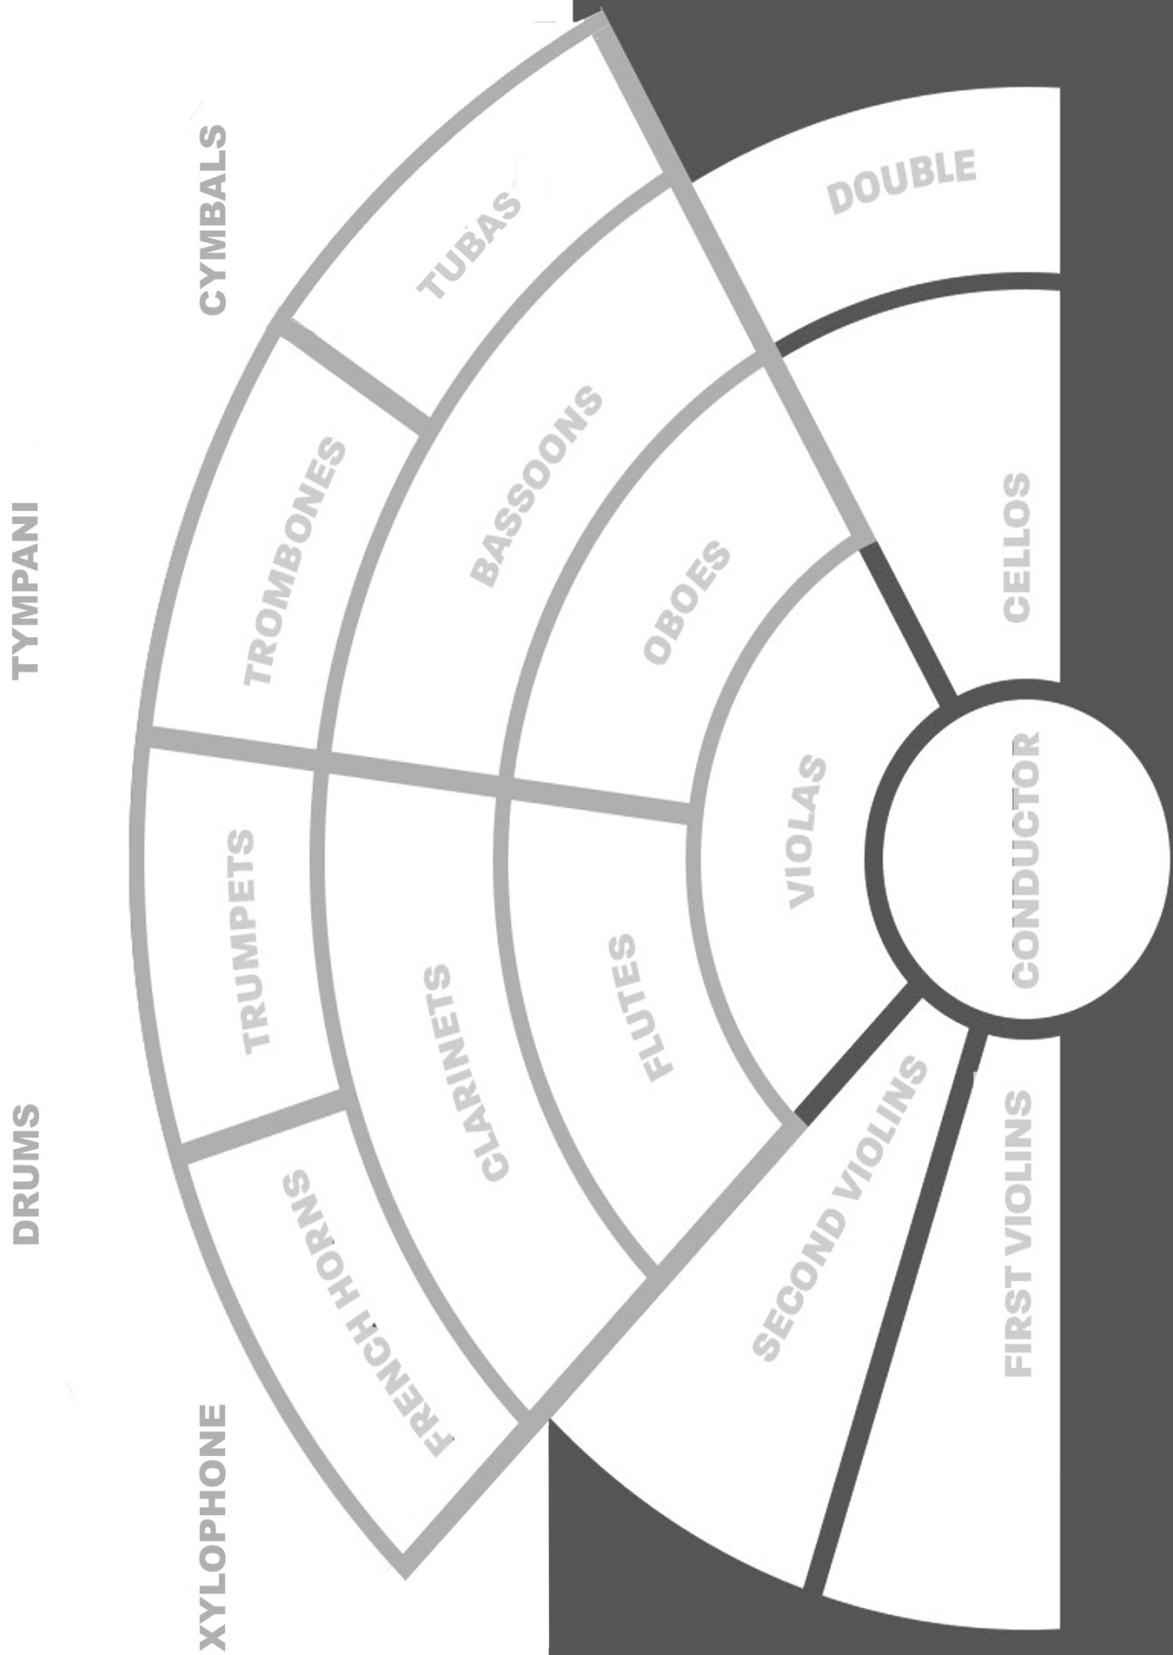 XYLOPHONE
DRUMS
TYMPANI
CYMBALS
FRENCH HORNS
TRUMPETS
TROMBONES
TUBAS
CLARINETS
BASSOONS
FLUTES
OBOES
SECOND VIOLINS
VIOLAS
DOUBLE
FIRST VIOLINS
CONDUCTOR
CELLOS